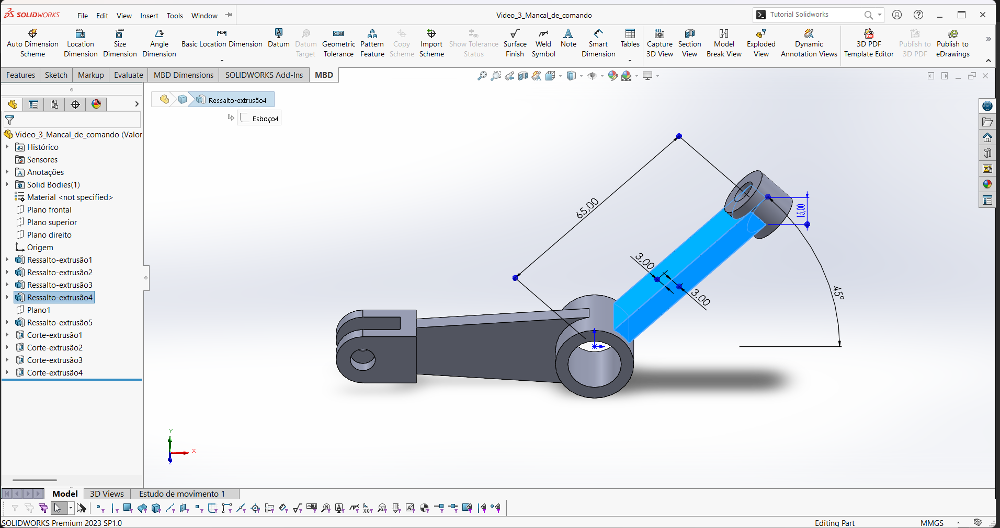 SOLIDWORKS File Edit View Insert Tools Window Video_3_Mancal_de_comando Tutorial Solidworks
Auto Dimension Scheme
Location Dimension
Size Dimension
Angle Dimension
Basic Location Dimension
Datum
Datum Target
Geometric Tolerance
Pattern Feature
Copy Scheme
Import Scheme
Show Tolerance Status
Surface Finish
Weld Symbol
Note
Smart Dimension
Tables
Capture 3D View
Section View
Model Break View
Exploded View
Dynamic Annotation Views
3D PDF Template Editor
Publish to 3D PDF
Publish to eDrawings
Features Sketch Markup Evaluate MBD Dimensions SOLIDWORKS Add-Ins MBD
Ressalto-extrusão4
Esboço4
Video_3_Mancal_de_comando (Valor
Histórico
Sensores
Anotações
Solid Bodies(1)
Material <not specified>
Plano frontal
Plano superior
Plano direito
Origem
Ressalto-extrusão1
Ressalto-extrusão2
Ressalto-extrusão3
Ressalto-extrusão4
Plano1
Ressalto-extrusão5
Corte-extrusão1
Corte-extrusão2
Corte-extrusão3
Corte-extrusão4
65,00
15,00
3,00
3,00
45°
Y
X
Z
Model 3D Views Estudo de movimento 1
SOLIDWORKS Premium 2023 SP1.0 Editing Part MMGS